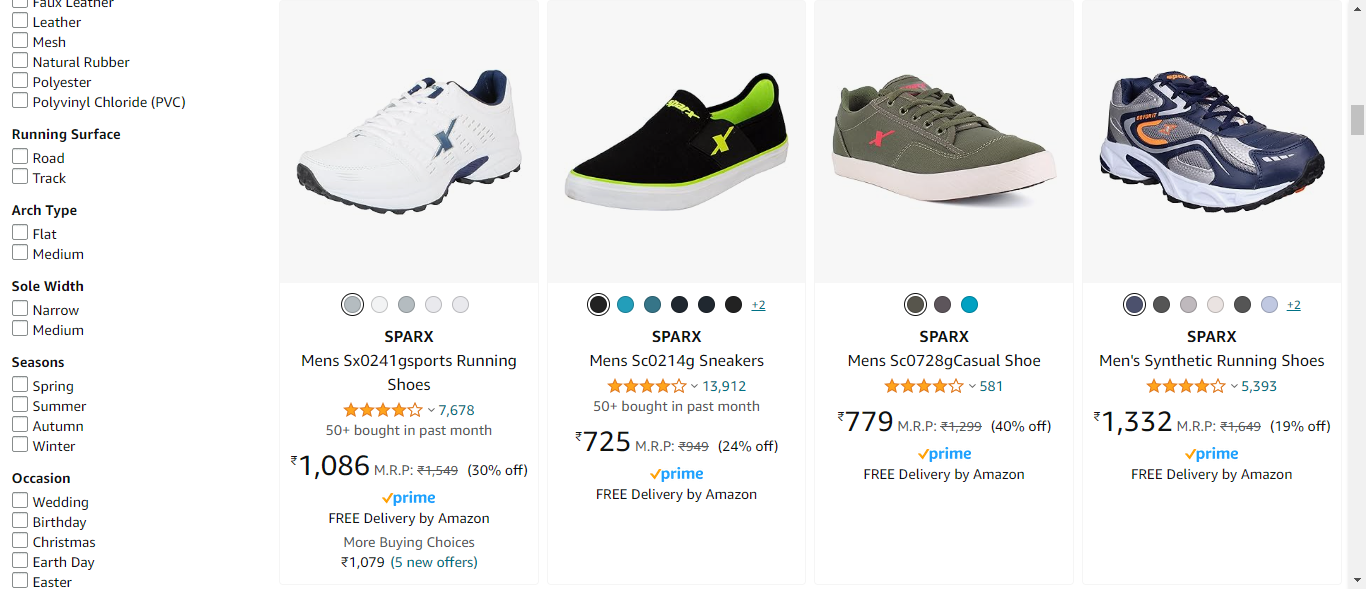 Faux Leather
Leather
Mesh
Natural Rubber
Polyester
Polyvinyl Chloride (PVC)
Running Surface
Road
Track
Arch Type
Flat
Medium
Sole Width
Narrow
Medium
Seasons
Spring
Summer
Autumn
Winter
Occasion
Wedding
Birthday
Christmas
Earth Day
Easter
SPARX
Mens Sx0241gsports Running
Shoes
7,678
50+ bought in past month
₹1,086 M.R.P: ₹1,549 (30% off)
prime
FREE Delivery by Amazon
More Buying Choices
₹1,079 (5 new offers)
sparx
+2
SPARX
Mens Sc0214g Sneakers
13,912
50+ bought in past month
₹725 M.R.P: ₹949 (24% off)
prime
FREE Delivery by Amazon
SPARX
Mens Sc0728gCasual Shoe
581
₹779 M.R.P: ₹1,299 (40% off)
prime
FREE Delivery by Amazon
+2
SPARX
Men's Synthetic Running Shoes
5,393
₹1,332 M.R.P: ₹1,649 (19% off)
prime
FREE Delivery by Amazon